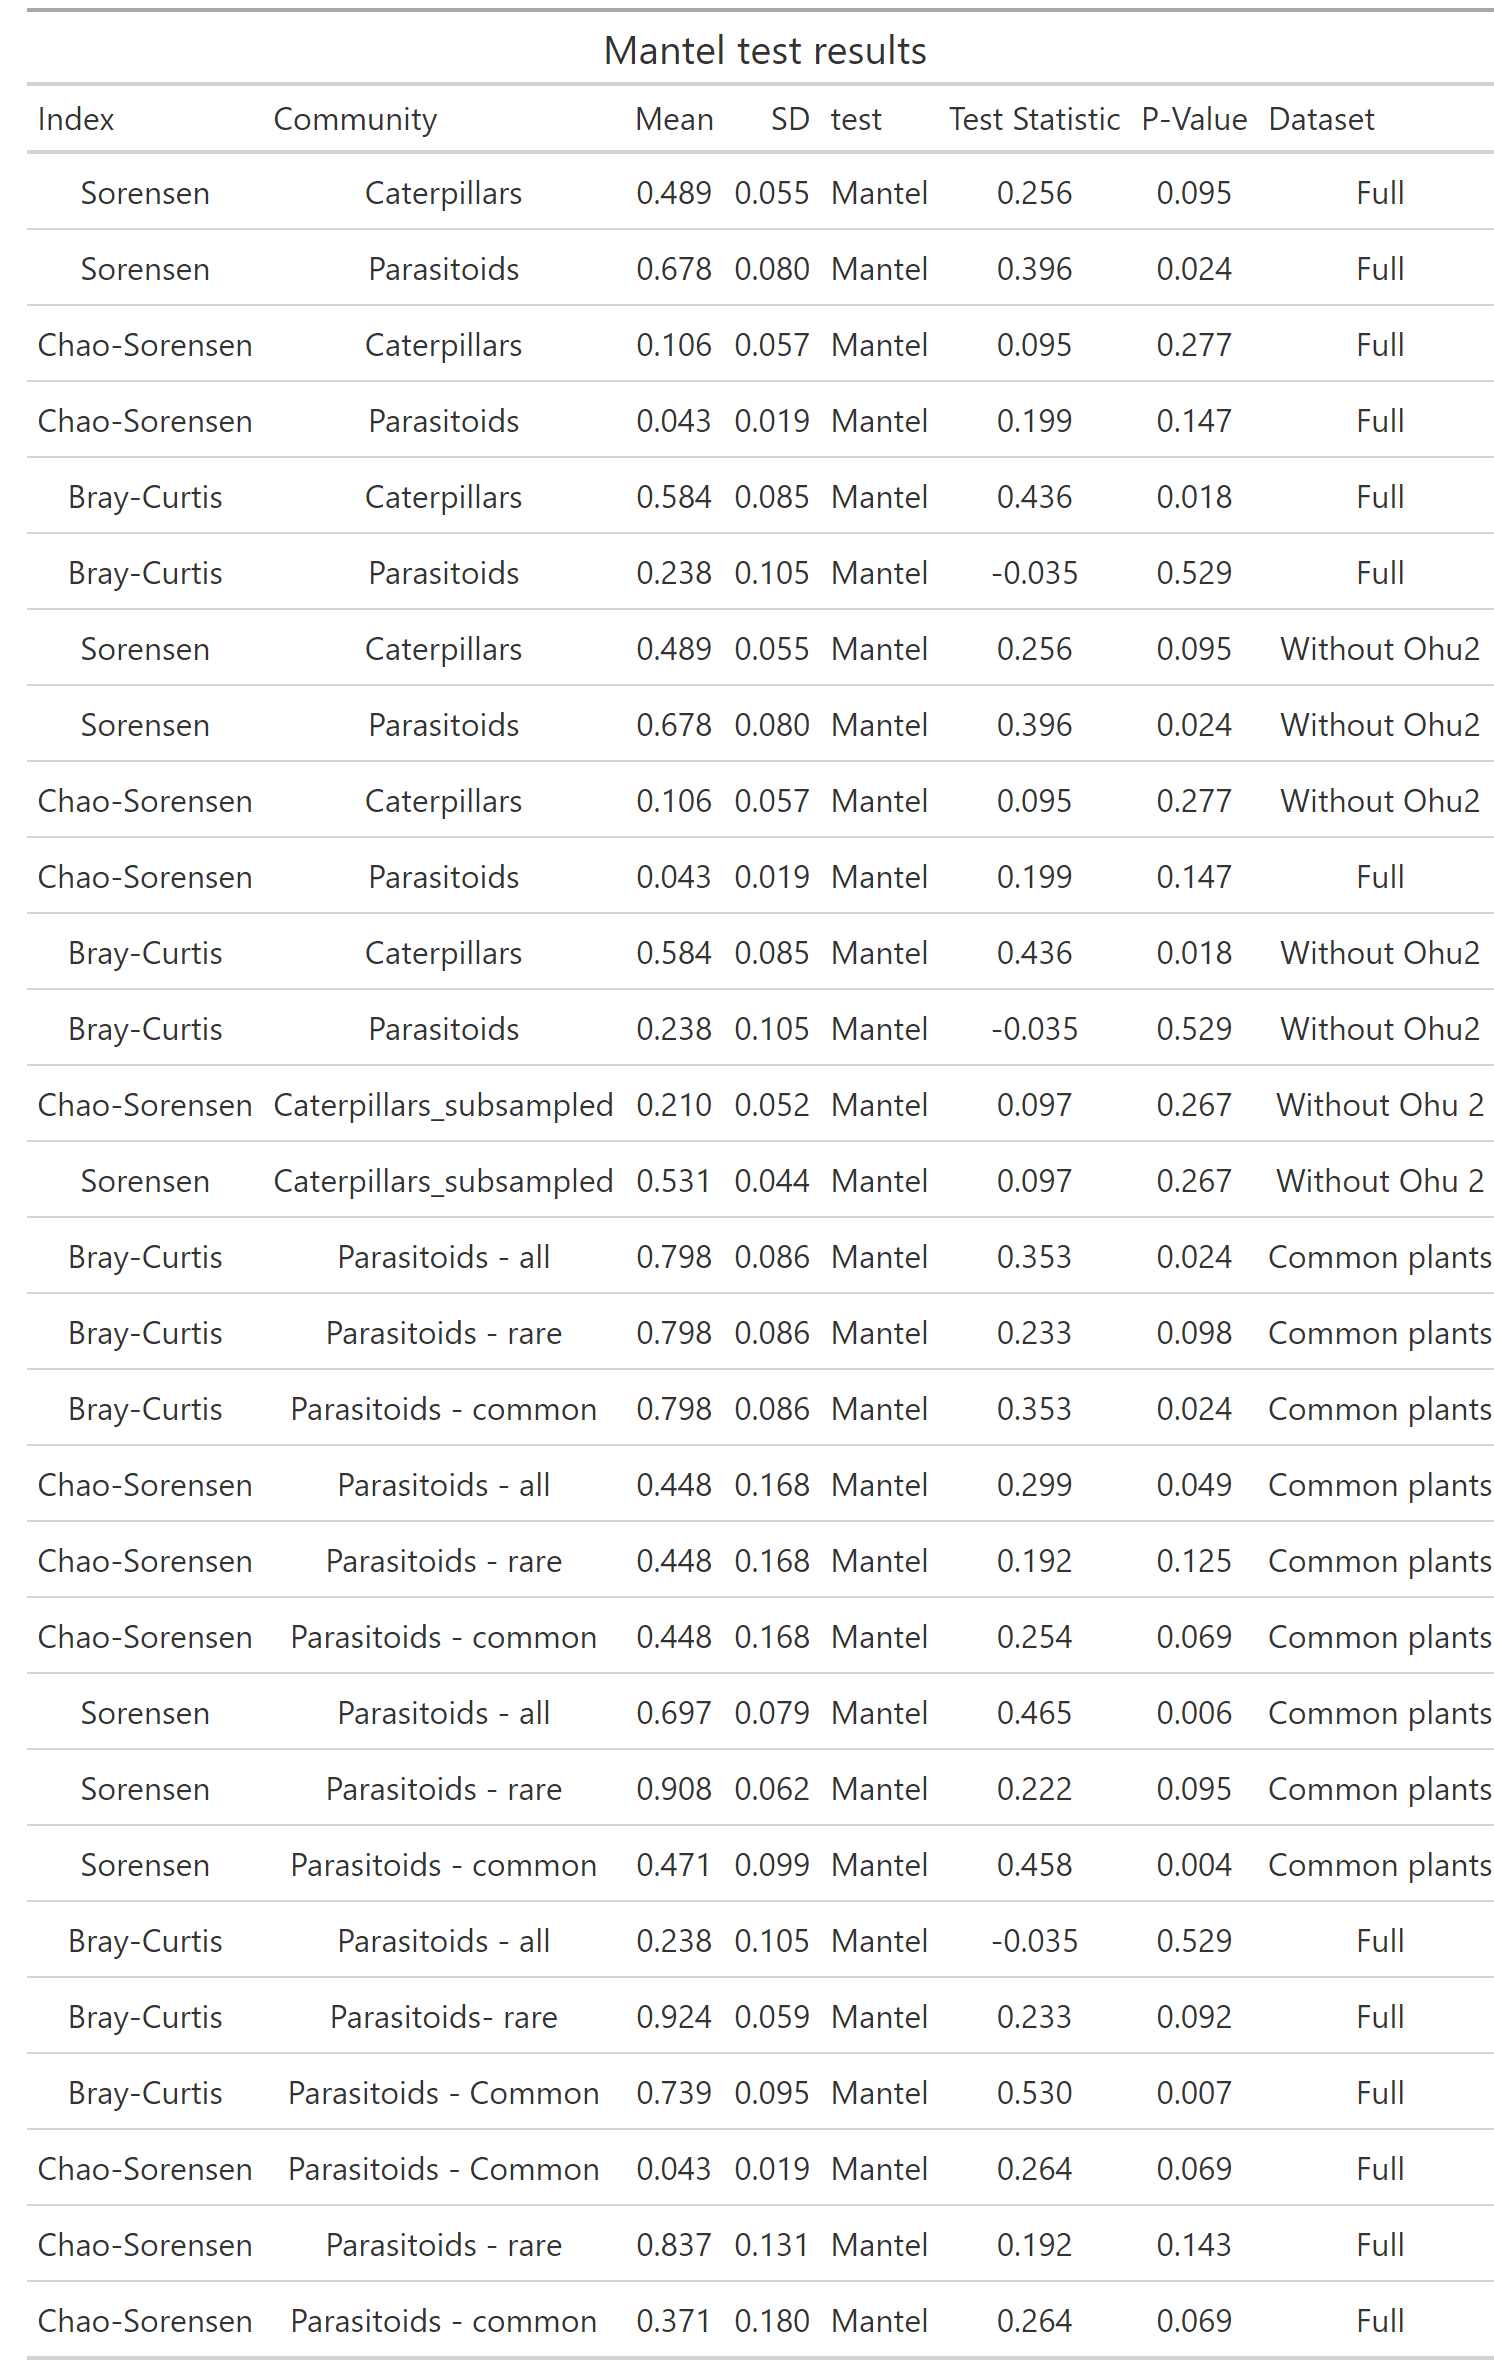 Mantel test results
Index Community Mean SD test Test Statistic P-Value Dataset
Sorensen Caterpillars 0.489 0.055 Mantel 0.256 0.095 Full
Sorensen Parasitoids 0.678 0.080 Mantel 0.396 0.024 Full
Chao-Sorensen Caterpillars 0.106 0.057 Mantel 0.095 0.277 Full
Chao-Sorensen Parasitoids 0.043 0.019 Mantel 0.199 0.147 Full
Bray-Curtis Caterpillars 0.584 0.085 Mantel 0.436 0.018 Full
Bray-Curtis Parasitoids 0.238 0.105 Mantel -0.035 0.529 Full
Sorensen Caterpillars 0.489 0.055 Mantel 0.256 0.095 Without Ohu2
Sorensen Parasitoids 0.678 0.080 Mantel 0.396 0.024 Without Ohu2
Chao-Sorensen Caterpillars 0.106 0.057 Mantel 0.095 0.277 Without Ohu2
Chao-Sorensen Parasitoids 0.043 0.019 Mantel 0.199 0.147 Full
Bray-Curtis Caterpillars 0.584 0.085 Mantel 0.436 0.018 Without Ohu2
Bray-Curtis Parasitoids 0.238 0.105 Mantel -0.035 0.529 Without Ohu2
Chao-Sorensen Caterpillars_subsampled 0.210 0.052 Mantel 0.097 0.267 Without Ohu 2
Sorensen Caterpillars_subsampled 0.531 0.044 Mantel 0.097 0.267 Without Ohu 2
Bray-Curtis Parasitoids - all 0.798 0.086 Mantel 0.353 0.024 Common plants
Bray-Curtis Parasitoids - rare 0.798 0.086 Mantel 0.233 0.098 Common plants
Bray-Curtis Parasitoids - common 0.798 0.086 Mantel 0.353 0.024 Common plants
Chao-Sorensen Parasitoids - all 0.448 0.168 Mantel 0.299 0.049 Common plants
Chao-Sorensen Parasitoids - rare 0.448 0.168 Mantel 0.192 0.125 Common plants
Chao-Sorensen Parasitoids - common 0.448 0.168 Mantel 0.254 0.069 Common plants
Sorensen Parasitoids - all 0.697 0.079 Mantel 0.465 0.006 Common plants
Sorensen Parasitoids - rare 0.908 0.062 Mantel 0.222 0.095 Common plants
Sorensen Parasitoids - common 0.471 0.099 Mantel 0.458 0.004 Common plants
Bray-Curtis Parasitoids - all 0.238 0.105 Mantel -0.035 0.529 Full
Bray-Curtis Parasitoids- rare 0.924 0.059 Mantel 0.233 0.092 Full
Bray-Curtis Parasitoids - Common 0.739 0.095 Mantel 0.530 0.007 Full
Chao-Sorensen Parasitoids - Common 0.043 0.019 Mantel 0.264 0.069 Full
Chao-Sorensen Parasitoids - rare 0.837 0.131 Mantel 0.192 0.143 Full
Chao-Sorensen Parasitoids - common 0.371 0.180 Mantel 0.264 0.069 Full